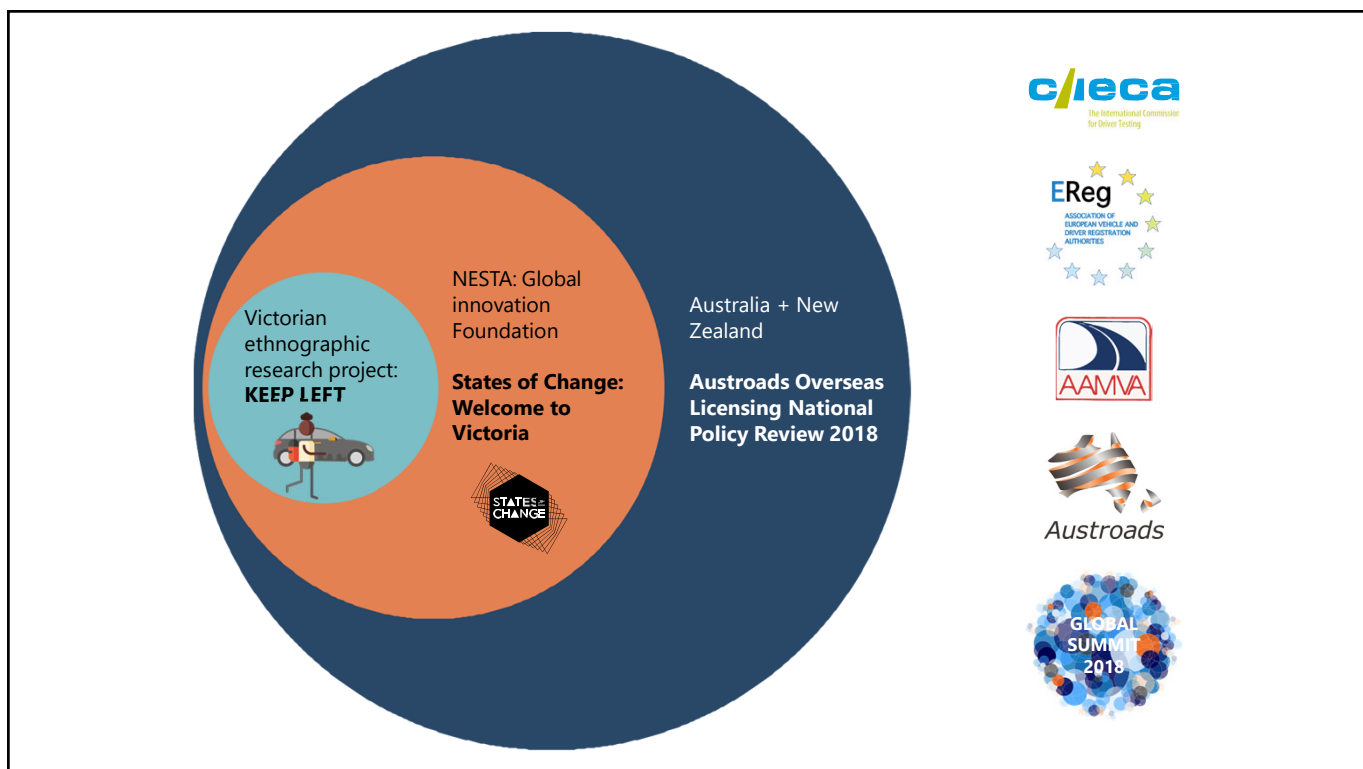 Victorian
ethnographic
research project:
KEEP LEFT
NESTA: Global
innovation
Foundation
States of Change:
Welcome to
Victoria
STATES OF
CHANGE
Australia + New
Zealand
Austroads Overseas
Licensing National
Policy Review 2018
cieca
The International Commission
for Driver Testing
EReg
ASSOCIATION OF
EUROPEAN VEHICLE AND
DRIVER REGISTRATION
AUTHORITIES
AAMVA
Austroads
GLOBAL
SUMMIT
2018